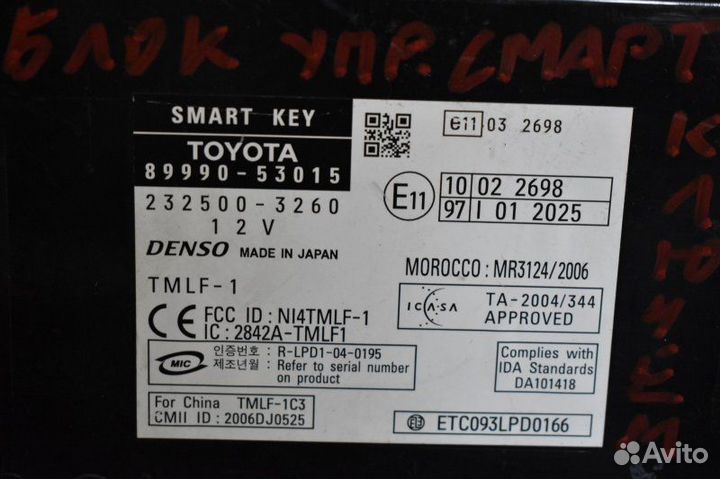 БЛОК УПР. СМАРТ
КЛЮЧ
SMART KEY
TOYOTA
89990-53015
232500-3260
12V
DENSO MADE IN JAPAN
TMLF-1
CE FCC ID : NI4TMLF-1
IC : 2842A-TMLF1
MIC 인증번호 : R-LPD1-04-0195
제조년월 : Refer to serial number
on product
For China TMLF-1C3
CMII ID : 2006DJ0525
e11 03 2698
E11 10 02 2698
97 I 01 2025
MOROCCO : MR3124/2006
ICASA TA-2004/344
APPROVED
Complies with
IDA Standards
DA101418
ETC093LPD0166
Avito